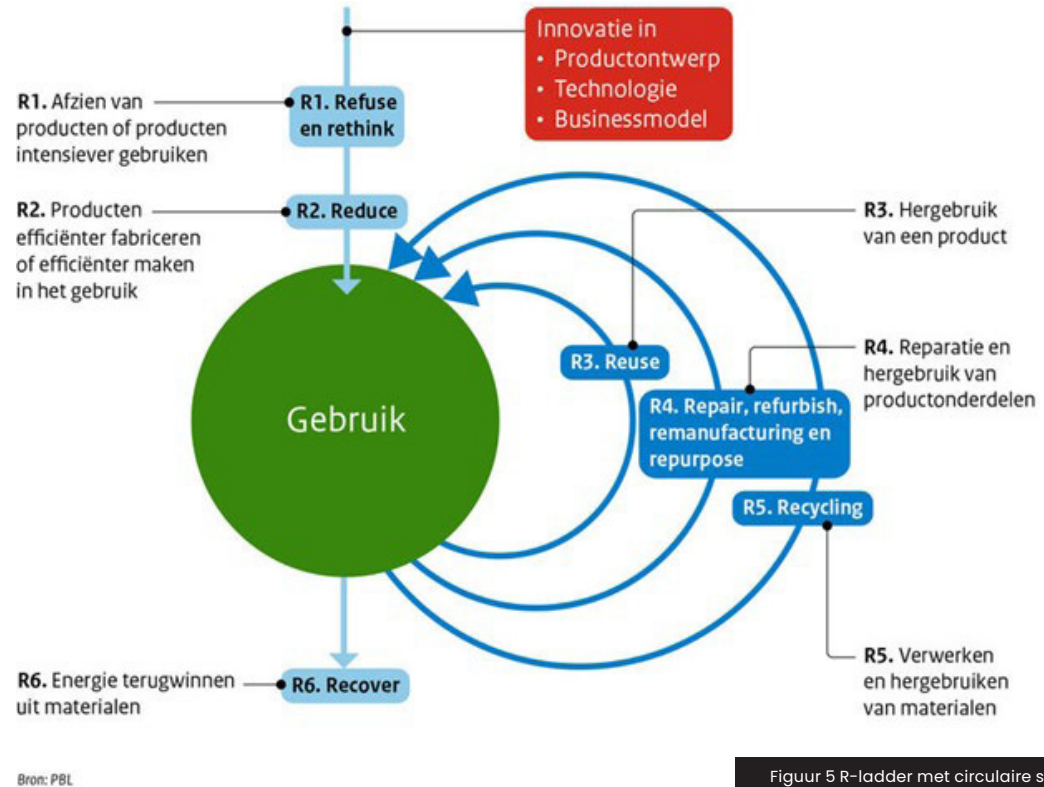 Innovatie in
• Productontwerp
• Technologie
• Businessmodel
R1. Afzien van
producten of producten
intensiever gebruiken
R1. Refuse
en rethink
R2. Producten
efficiënter fabriceren
of efficiënter maken
in het gebruik
R2. Reduce
R3. Hergebruik
van een product
R3. Reuse
R4. Reparatie en
hergebruik van
productonderdelen
R4. Repair, refurbish,
remanufacturing en
repurpose
Gebruik
R5. Recycling
R5. Verwerken
en hergebruiken
van materialen
R6. Energie terugwinnen
uit materialen
R6. Recover
Bron: PBL
Figuur 5 R-ladder met circulaire s